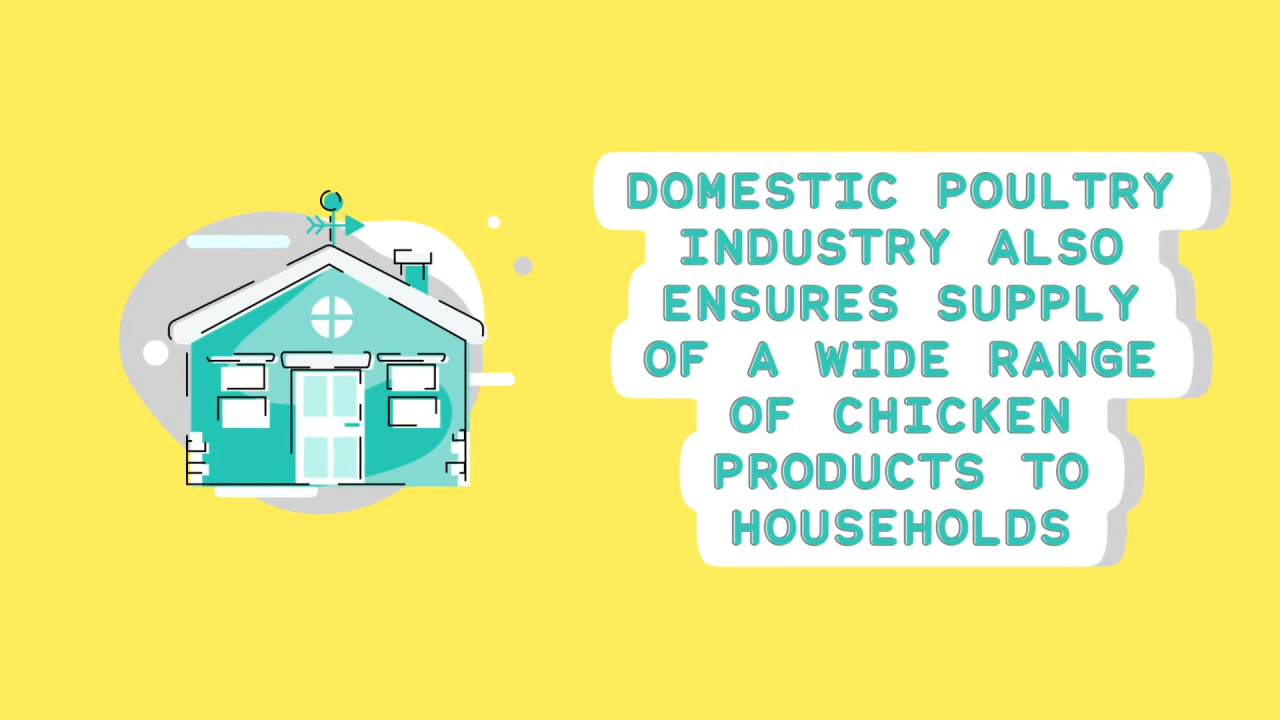 DOMESTIC POULTRY
INDUSTRY ALSO
ENSURES SUPPLY
OF A WIDE RANGE
OF CHICKEN
PRODUCTS TO
HOUSEHOLDS